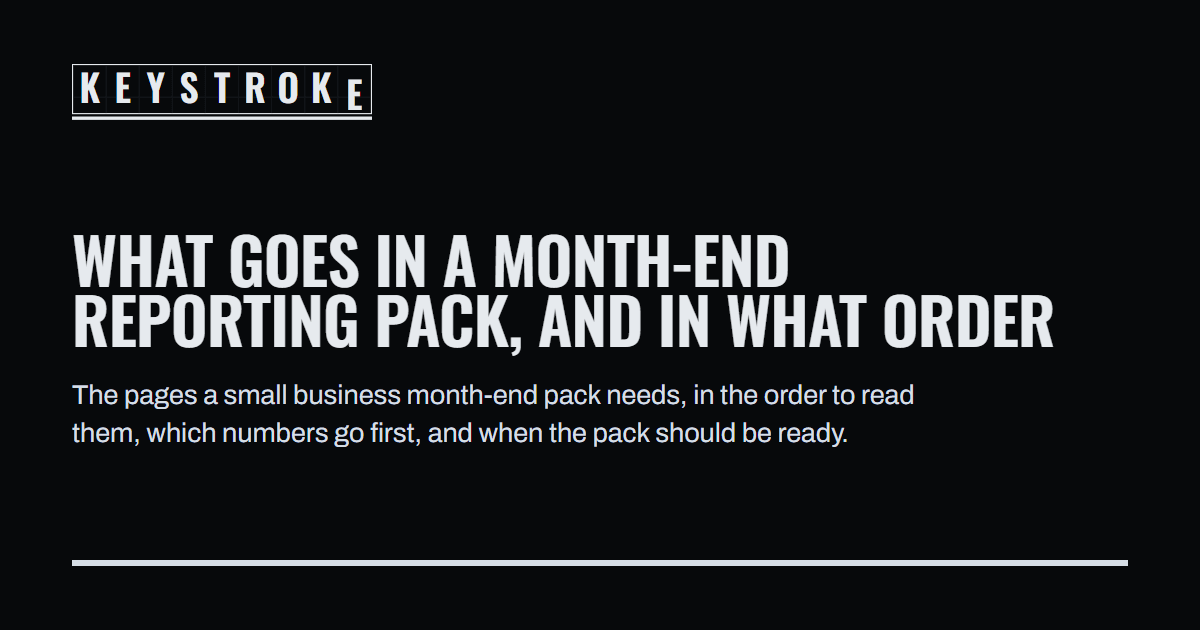 KEYSTROKE
WHAT GOES IN A MONTH-END
REPORTING PACK, AND IN WHAT ORDER
The pages a small business month-end pack needs, in the order to read
them, which numbers go first, and when the pack should be ready.